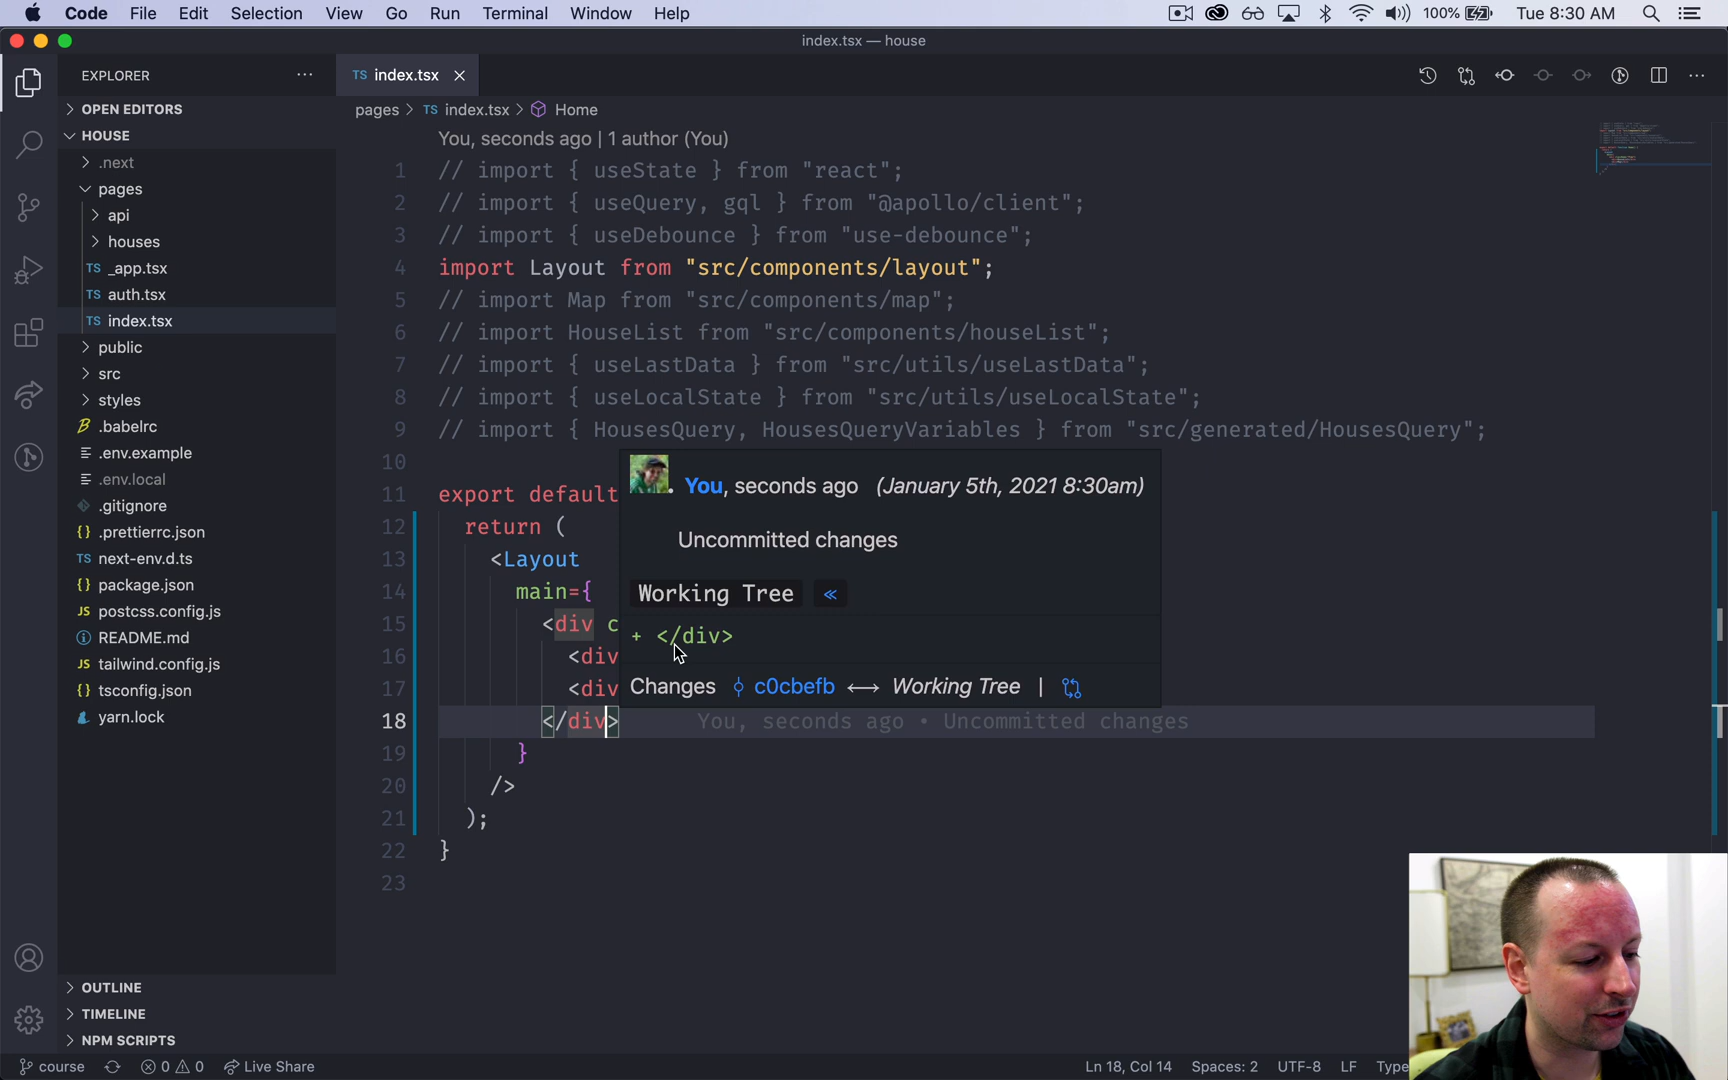 Code File Edit Selection View Go Run Terminal Window Help 100% Tue 8:30 AM
index.tsx — house
EXPLORER
OPEN EDITORS
HOUSE
.next
pages
api
houses
TS _app.tsx
TS auth.tsx
TS index.tsx
public
src
styles
.babelrc
.env.example
.env.local
.gitignore
{} .prettierrc.json
TS next-env.d.ts
{} package.json
JS postcss.config.js
README.md
JS tailwind.config.js
{} tsconfig.json
yarn.lock
OUTLINE
TIMELINE
NPM SCRIPTS
TS index.tsx
pages > TS index.tsx > Home
You, seconds ago | 1 author (You)
1 // import { useState } from "react";
2 // import { useQuery, gql } from "@apollo/client";
3 // import { useDebounce } from "use-debounce";
4 import Layout from "src/components/layout";
5 // import Map from "src/components/map";
6 // import HouseList from "src/components/houseList";
7 // import { useLastData } from "src/utils/useLastData";
8 // import { useLocalState } from "src/utils/useLocalState";
9 // import { HousesQuery, HousesQueryVariables } from "src/generated/HousesQuery";
10
11 export default
12 return (
13 <Layout
14 main={
15 <div c
16 <div
17 <div
18 </div> You, seconds ago • Uncommitted changes
19 }
20 />
21 );
22 }
23
You, seconds ago (January 5th, 2021 8:30am)
Uncommitted changes
Working Tree «
+ </div>
Changes c0cbefb ⟷ Working Tree |
course 0 0 Live Share Ln 18, Col 14 Spaces: 2 UTF-8 LF Type